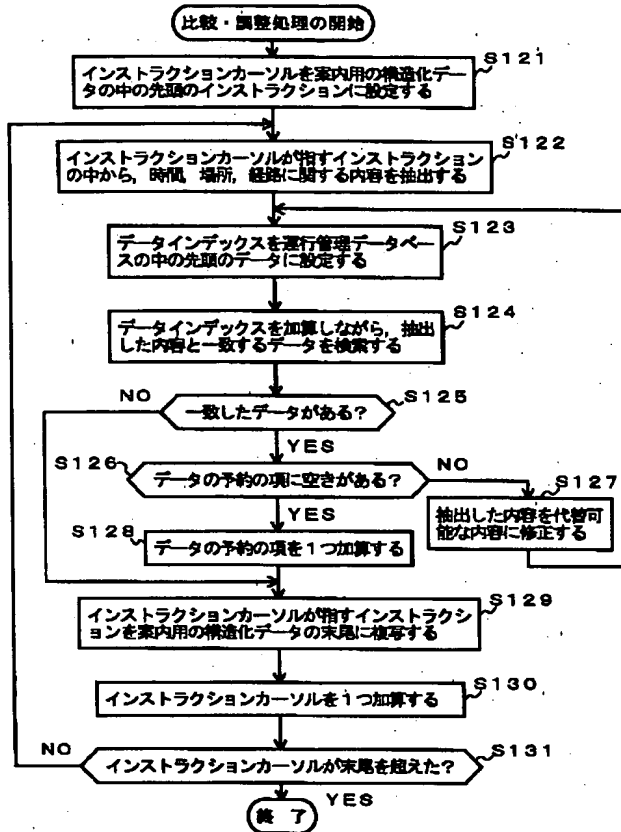 比較・調整処理の開始
S121
インストラクションカーソルを案内用の構造化デー
タの中の先頭のインストラクションに設定する
S122
インストラクションカーソルが指すインストラクション
の中から，時間，場所，経路に関する内容を抽出する
S123
データインデックスを運行管理データベー
スの中の先頭のデータに設定する
S124
データインデックスを加算しながら，抽出
した内容と一致するデータを検索する
NO
S125
一致したデータがある？
YES
S126
データの予約の項に空きがある？
NO
S127
抽出した内容を代替可
能な内容に修正する
YES
S128
データの予約の項を１つ加算する
S129
インストラクションカーソルが指すインストラクショ
ンを案内用の構造化データの末尾に複写する
S130
インストラクションカーソルを１つ加算する
NO
S131
インストラクションカーソルが末尾を超えた？
YES
終 了